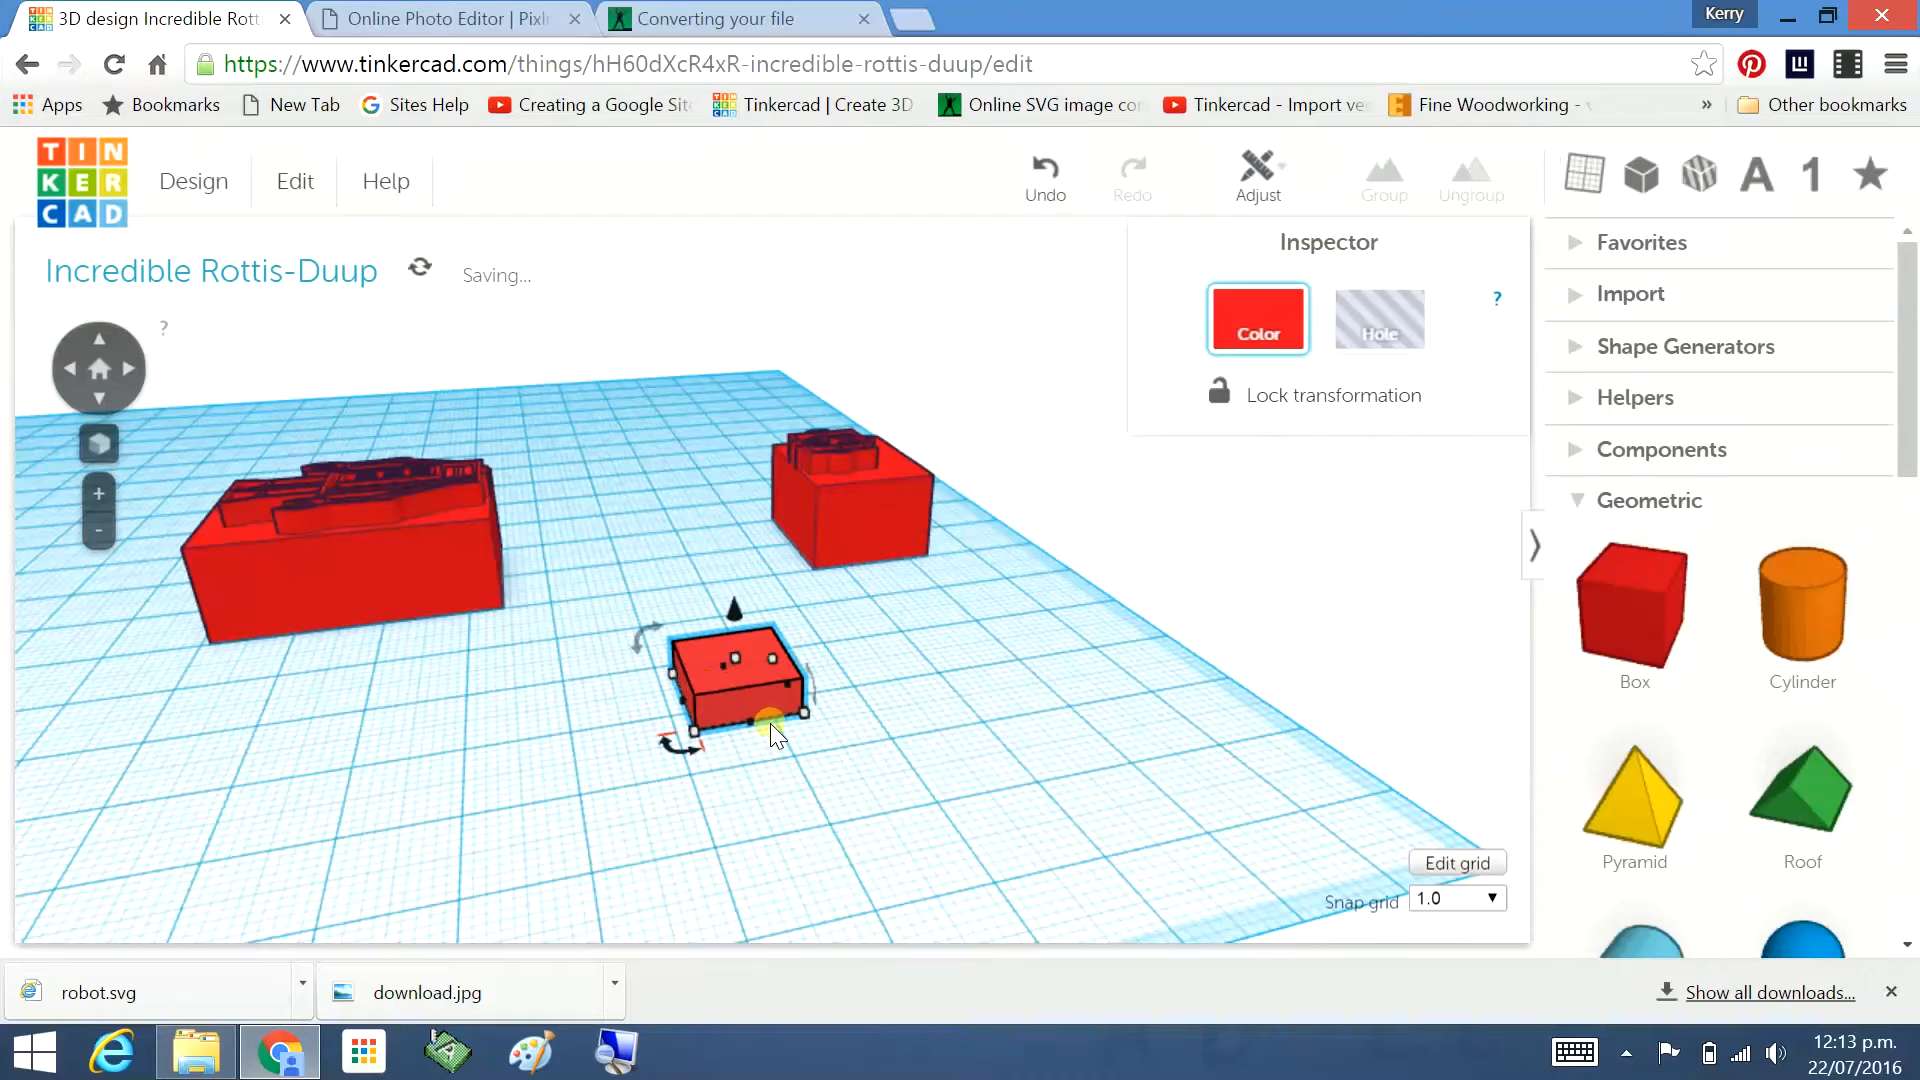 3D design Incredible Rott
Online Photo Editor | Pixlr
Converting your file
Kerry
https://www.tinkercad.com/things/hH60dXcR4xR-incredible-rottis-duup/edit
Apps
Bookmarks
New Tab
Sites Help
Creating a Google Site
Tinkercad | Create 3D
Online SVG image con
Tinkercad - Import vec
Fine Woodworking -
»
Other bookmarks
TIN
KER
CAD
Design
Edit
Help
Undo
Redo
Adjust
Group
Ungroup
A
1
Incredible Rottis-Duup
Saving...
?
Inspector
Color
Hole
?
Lock transformation
Favorites
Import
Shape Generators
Helpers
Components
Geometric
Box
Cylinder
Pyramid
Roof
+
-
Edit grid
Snap grid
1.0
robot.svg
download.jpg
Show all downloads...
12:13 p.m.
22/07/2016